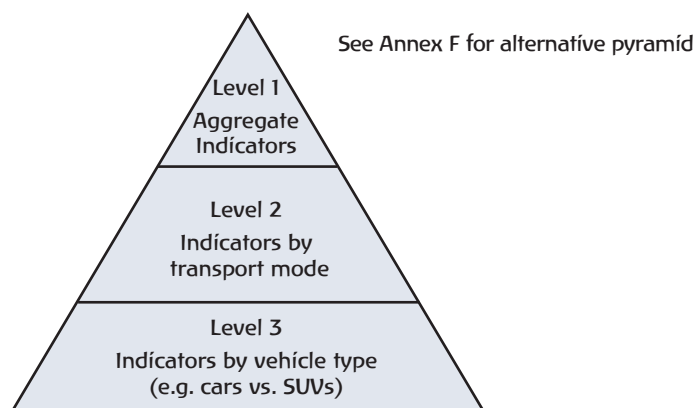 See Annex F for alternative pyramid
Level 1
Aggregate
Indicators
Level 2
Indicators by
transport mode
Level 3
Indicators by vehicle type
(e.g. cars vs. SUVs)